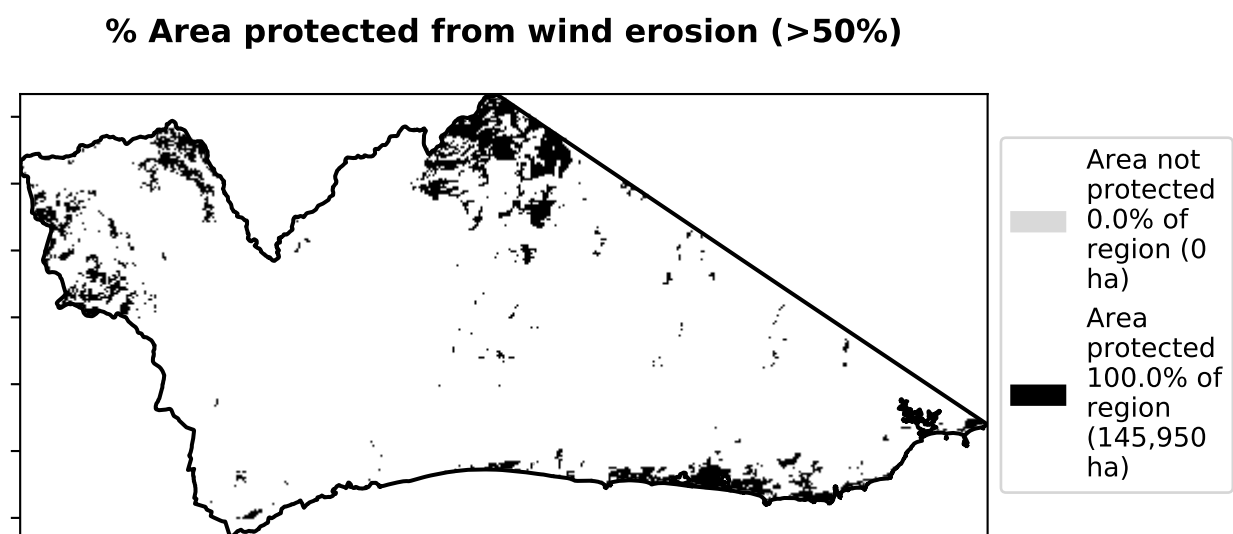 % Area protected from wind erosion (>50%)
Area not
protected
0.0% of
region (0
ha)
Area
protected
100.0% of
region
(145,950
ha)